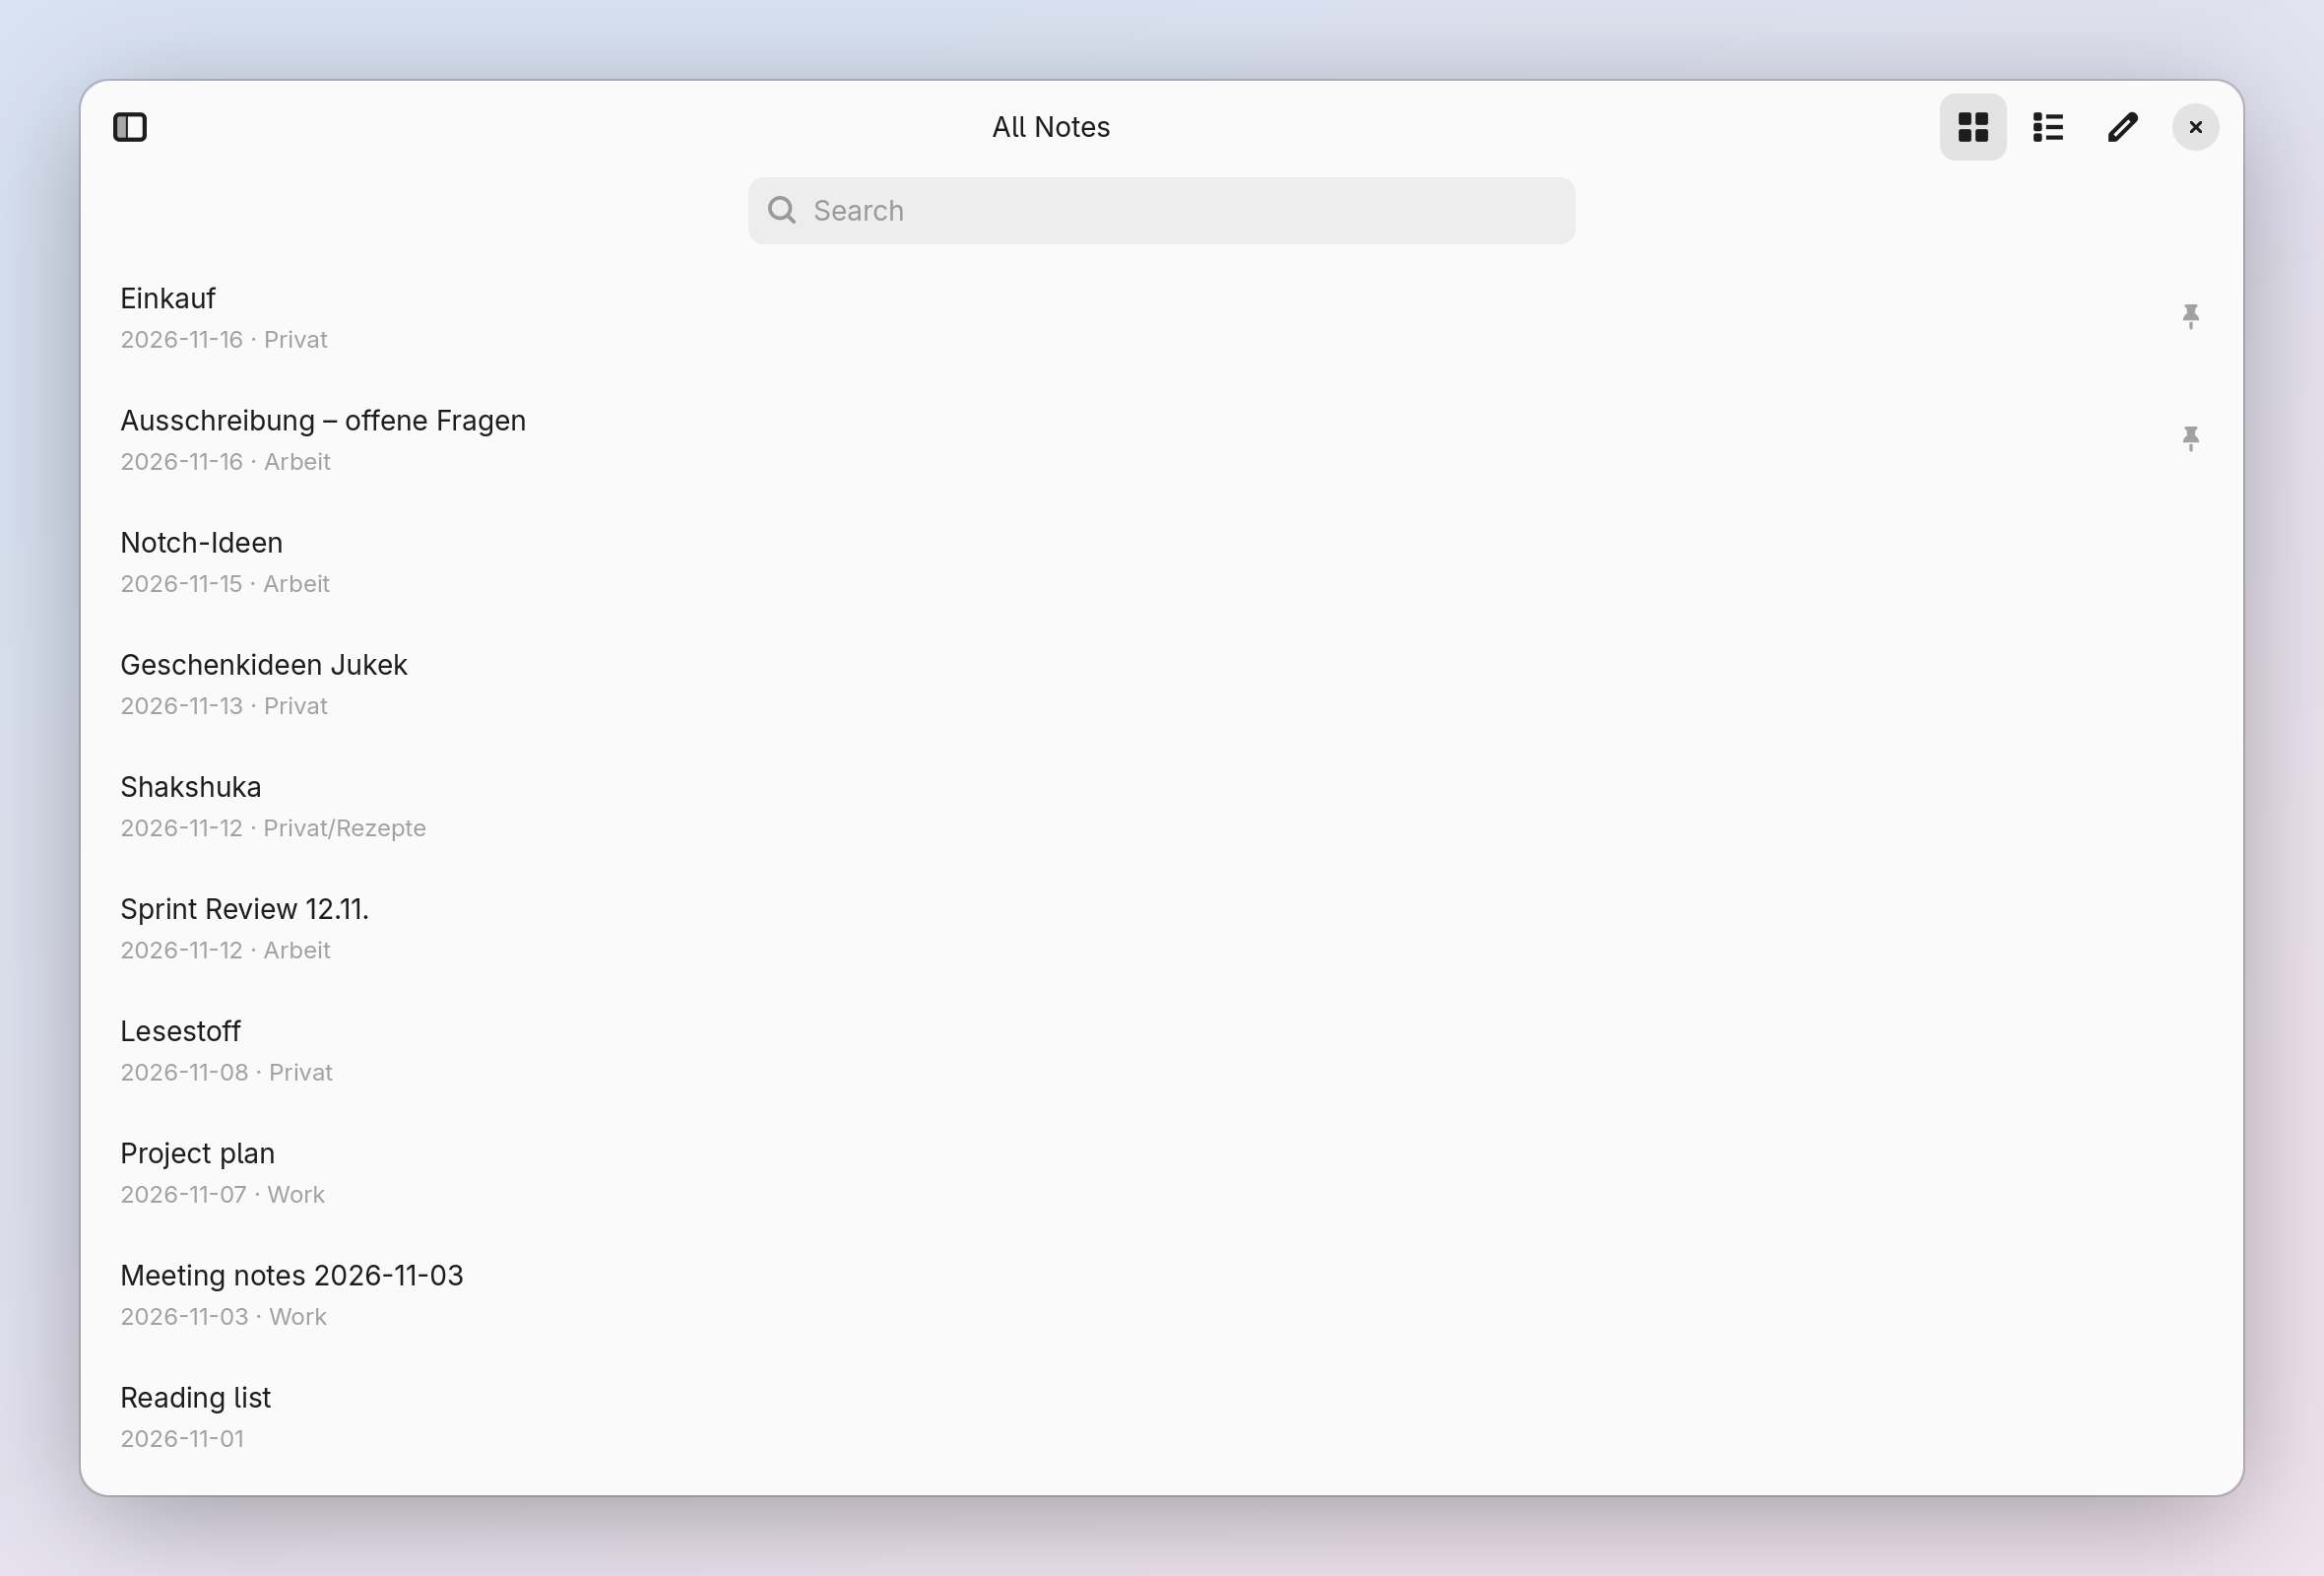 All Notes
Search
Einkauf
2026-11-16 · Privat
Ausschreibung – offene Fragen
2026-11-16 · Arbeit
Notch-Ideen
2026-11-15 · Arbeit
Geschenkideen Jukek
2026-11-13 · Privat
Shakshuka
2026-11-12 · Privat/Rezepte
Sprint Review 12.11.
2026-11-12 · Arbeit
Lesestoff
2026-11-08 · Privat
Project plan
2026-11-07 · Work
Meeting notes 2026-11-03
2026-11-03 · Work
Reading list
2026-11-01